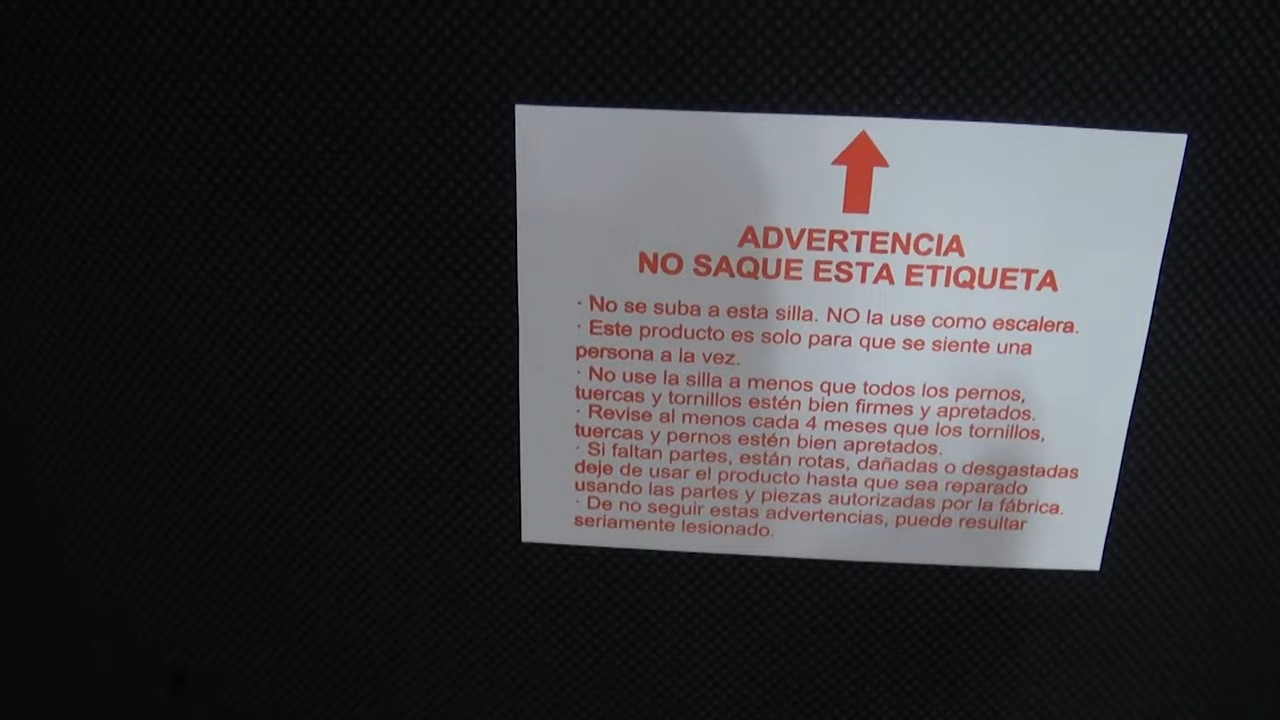 ADVERTENCIA
NO SAQUE ESTA ETIQUETA
· No se suba a esta silla. NO la use como escalera.
· Este producto es solo para que se siente una
persona a la vez.
· No use la silla a menos que todos los pernos,
tuercas y tornillos estén bien firmes y apretados.
· Revise al menos cada 4 meses que los tornillos,
tuercas y pernos estén bien apretados.
· Si faltan partes, están rotas, dañadas o desgastadas
deje de usar el producto hasta que sea reparado
usando las partes y piezas autorizadas por la fábrica.
· De no seguir estas advertencias, puede resultar
seriamente lesionado.